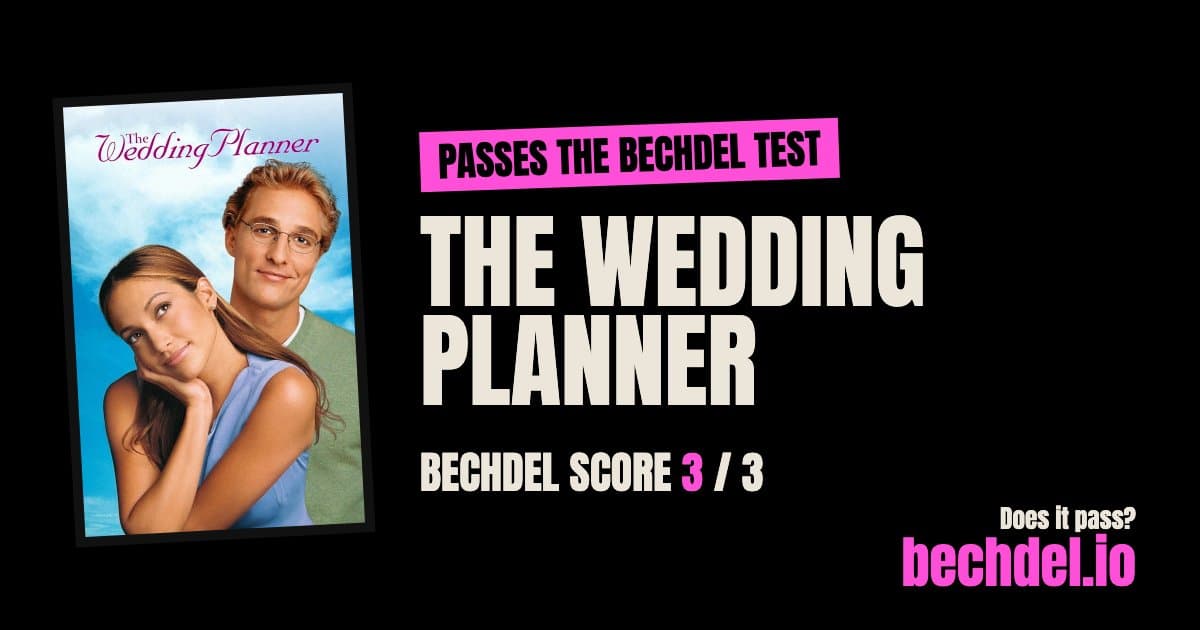 The
Wedding Planner
PASSES THE BECHDEL TEST
THE WEDDING
PLANNER
BECHDEL SCORE 3 / 3
Does it pass?
bechdel.io